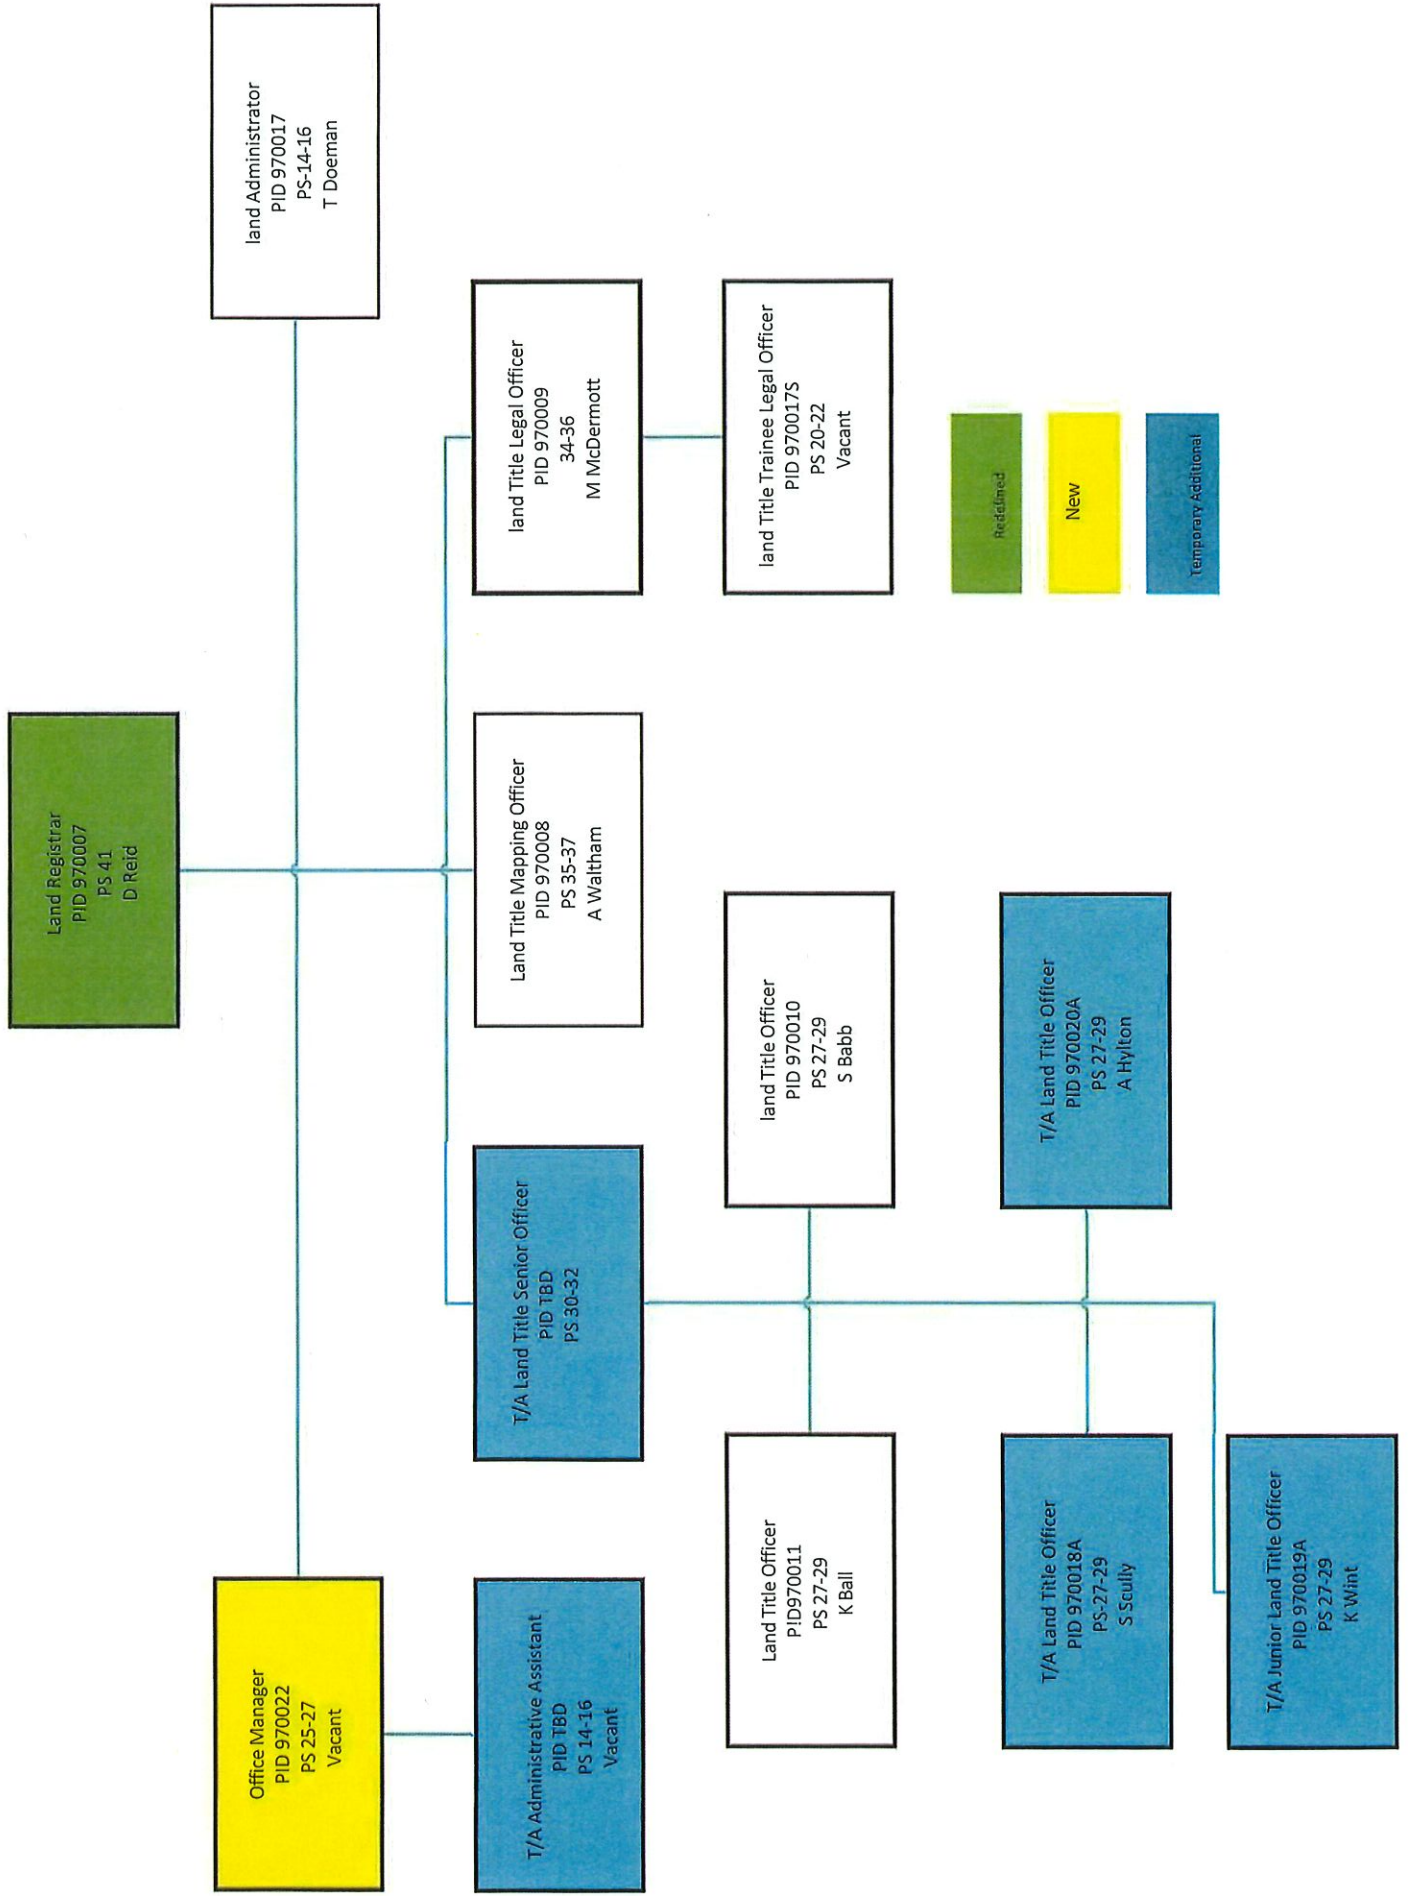 Land Registrar
PID 970007
PS 41
D Reid
Office Manager
PID 970022
PS 25-27
Vacant
land Administrator
PID 970017
PS-14-16
T Doeman
T/A Administrative Assistant
PID TBD
PS 14-16
Vacant
T/A Land Title Senior Officer
PID TBD
PS 30-32
Land Title Mapping Officer
PID 970008
PS 35-37
A Waltham
land Title Legal Officer
PID 970009
34-36
M McDermott
Land Title Officer
P!D970011
PS 27-29
K Ball
land Title Officer
PID 970010
PS 27-29
S Babb
land Title Trainee Legal Officer
PID 970017S
PS 20-22
Vacant
T/A Land Title Officer
PID 970018A
PS-27-29
S Scully
T/A Land Title Officer
PID 970020A
PS 27-29
A Hylton
T/A Junior Land Title Officer
PID 970019A
PS 27-29
K Wint
Redefined
New
Temporary Additional